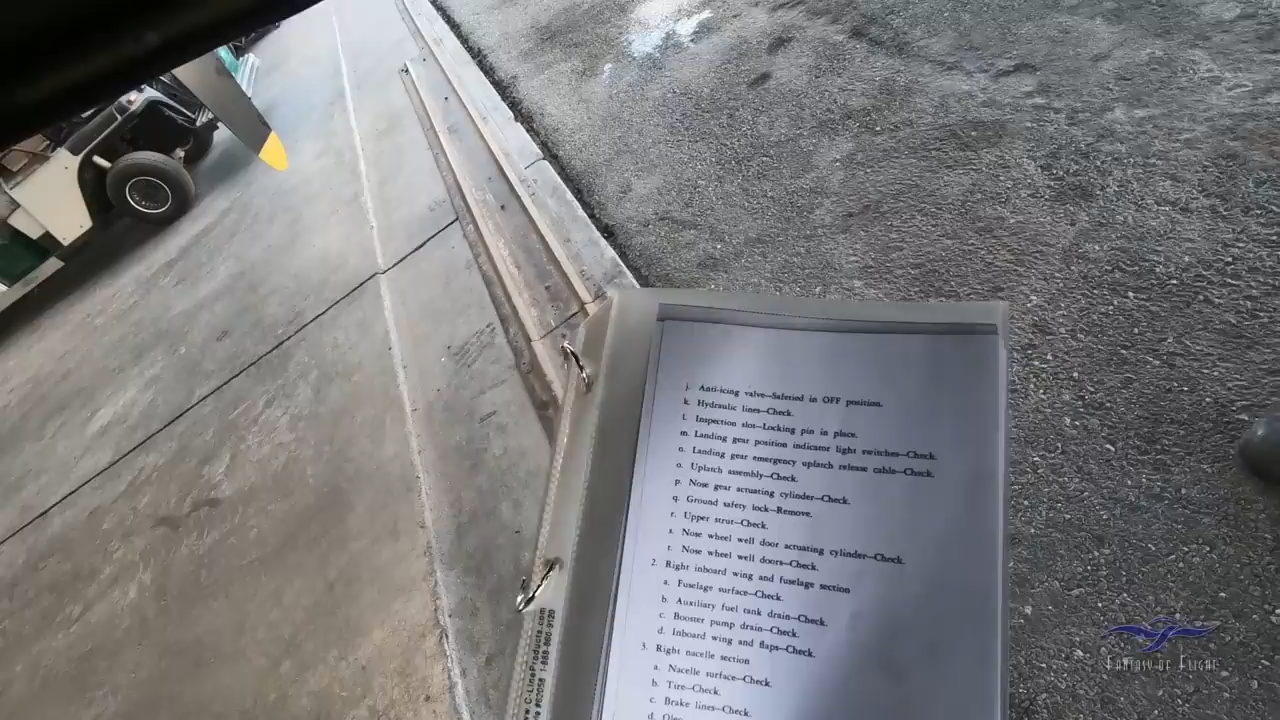 j. Anti-icing valve—Safetied in OFF position.
k. Hydraulic lines—Check.
l. Inspection slot—Locking pin in place.
m. Landing gear position indicator light switches—Check.
n. Landing gear emergency uplatch release cable—Check.
o. Uplatch assembly—Check.
p. Nose gear actuating cylinder—Check.
q. Ground safety lock—Remove.
r. Upper strut—Check.
s. Nose wheel well door actuating cylinder—Check.
t. Nose wheel well doors—Check.
2. Right inboard wing and fuselage section
a. Fuselage surface—Check.
b. Auxiliary fuel tank drain—Check.
c. Booster pump drain—Check.
d. Inboard wing and flaps—Check.
3. Right nacelle section
a. Nacelle surface—Check.
b. Tire—Check.
c. Brake lines—Check.
d.
C-LineProducts.com
#62058 1-888-860-9120
Fantasy of Flight